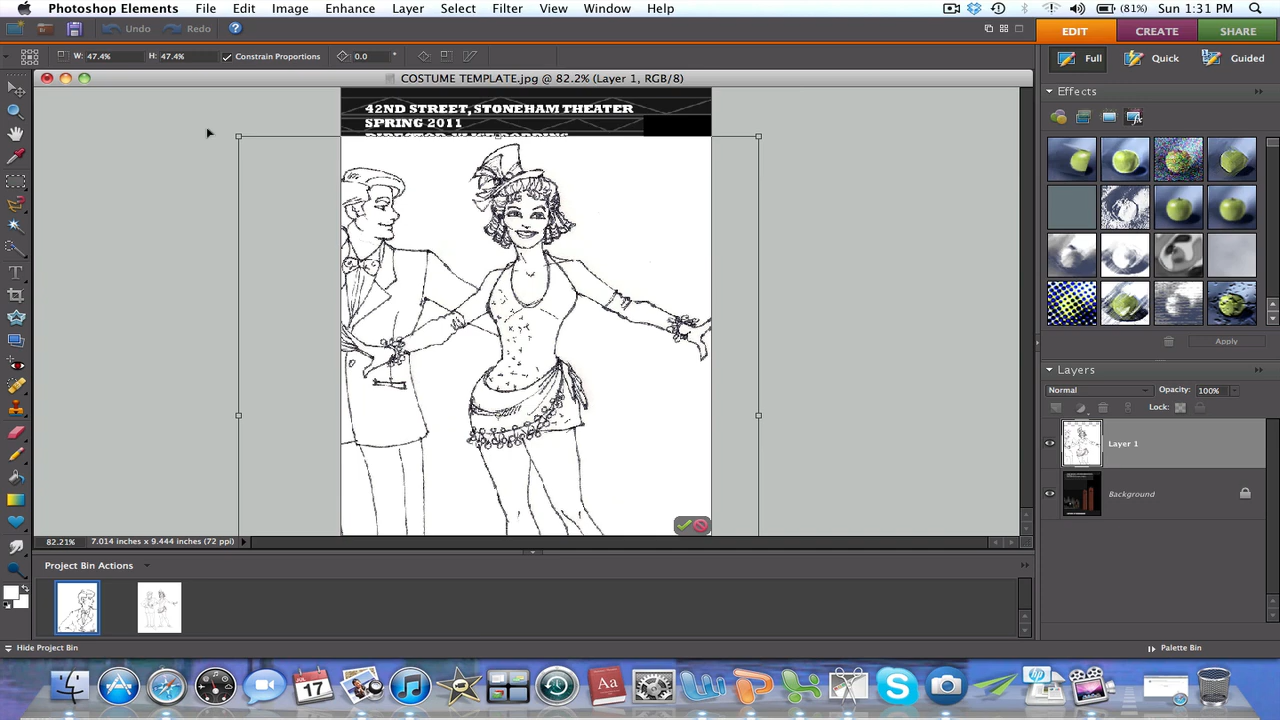 Photoshop Elements File Edit Image Enhance Layer Select Filter View Window Help (81%) Sun 1:31 PM
Undo Redo ? EDIT CREATE SHARE
W: 47.4% H: 47.4% Constrain Proportions 0.0 ° Full Quick Guided
COSTUME TEMPLATE.jpg @ 82.2% (Layer 1, RGB/8)
Effects
42ND STREET, STONEHAM THEATER
SPRING 2011
Apply
Layers
Normal Opacity: 100%
Lock:
Layer 1
Background
82.21% 7.014 inches x 9.444 inches (72 ppi)
Project Bin Actions
Hide Project Bin Palette Bin
JUL
17
Aa